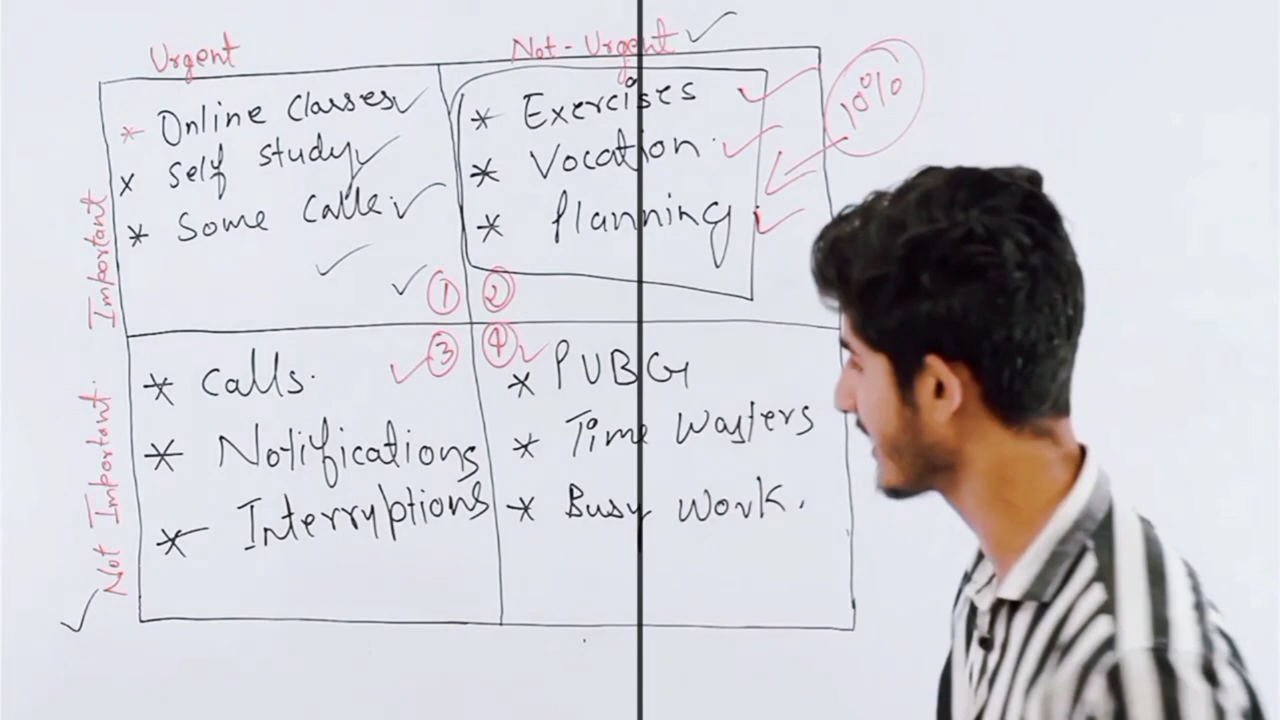 Urgent
Not-Urgent
Important
* Online Classes
* Self study
* Some calls
1
* Exercises
* Vocation
* Planning
2
10%
Not Important
* Calls.
* Notifications
* Interryptions
3
4
* PUBG
* Time Wasters
* Busy Work.